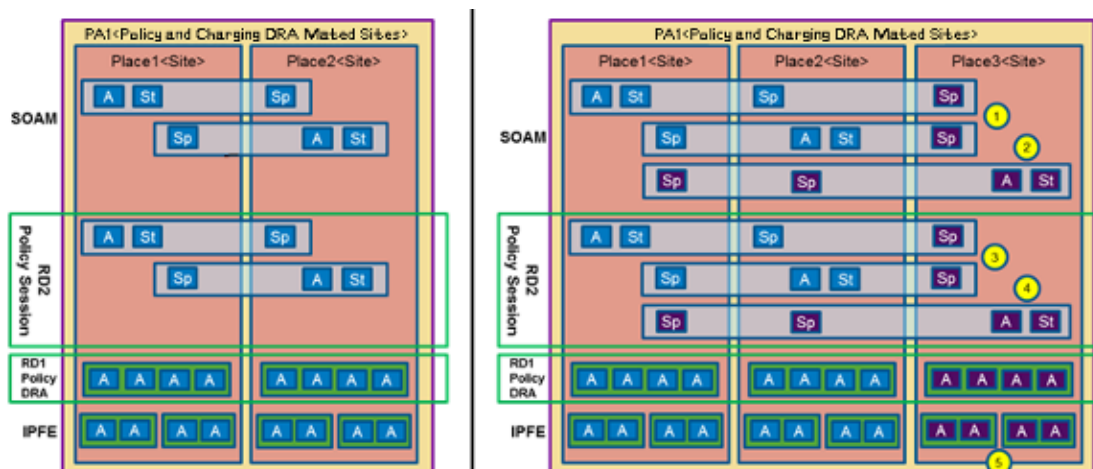 PA1<Policy and Charging DRA Mated Sites>
Place1<Site> Place2<Site>
SOAM
A St Sp
Sp A St
RD2
Policy Session
A St Sp
Sp A St
RD1
Policy
DRA
A A A A A A A A
IPFE
A A A A A A A A
PA1<Policy and Charging DRA Mated Sites>
Place1<Site> Place2<Site> Place3<Site>
SOAM
A St Sp Sp
1
Sp A St Sp
2
Sp Sp A St
RD2
Policy Session
A St Sp Sp
3
Sp A St Sp
4
Sp Sp A St
RD1
Policy
DRA
A A A A A A A A A A A A
IPFE
A A A A A A A A A A A A
5